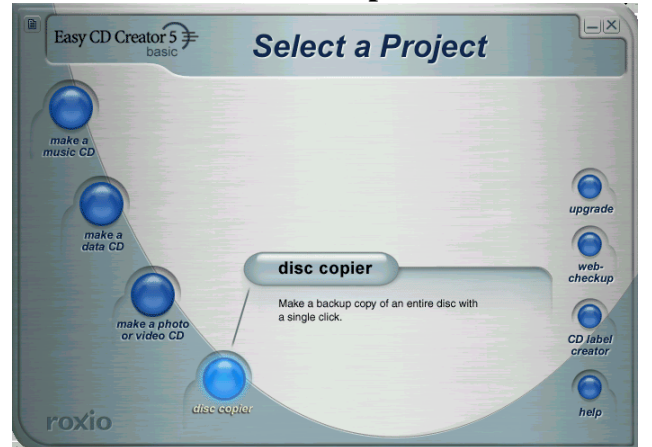 Easy CD Creator 5
basic
Select a Project
make a
music CD
make a
data CD
make a photo
or video CD
disc copier
disc copier
Make a backup copy of an entire disc with
a single click.
upgrade
web-
checkup
CD label
creator
help
roxio